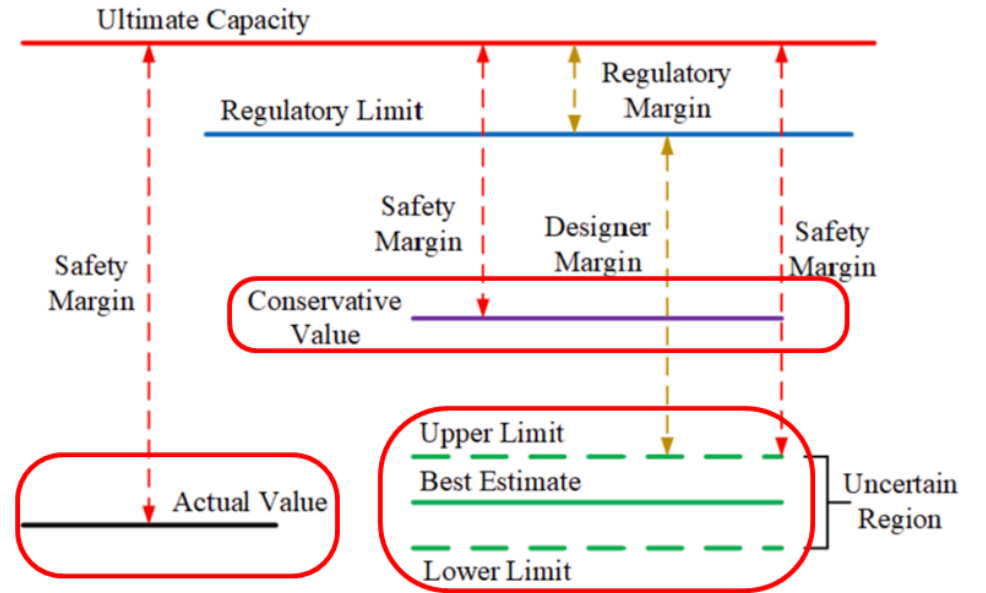 Ultimate Capacity
Regulatory
Margin
Regulatory Limit
Safety
Margin
Designer
Margin
Safety
Margin
Safety
Margin
Conservative
Value
Upper Limit
Best Estimate
Actual Value
Uncertain
Region
Lower Limit